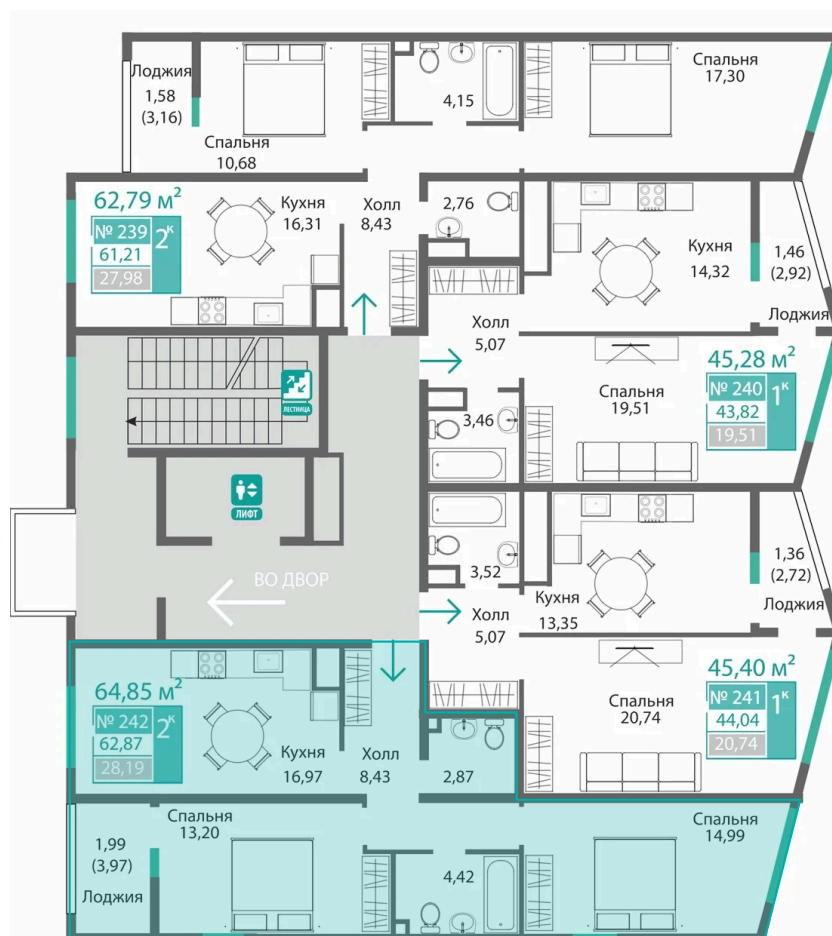 Лоджия
1,58
(3,16)
Спальня
10,68
4,15
Спальня
17,30
62,79 м²
№ 239
61,21
27,98
2к
Кухня
16,31
Холл
8,43
2,76
Кухня
14,32
1,46
(2,92)
Лоджия
Холл
5,07
45,28 м²
№ 240
43,82
19,51
1к
Спальня
19,51
3,46
ЛЕСТНИЦА
ЛИФТ
ВО ДВОР
3,52
Холл
5,07
Кухня
13,35
1,36
(2,72)
Лоджия
45,40 м²
№ 241
44,04
20,74
1к
Спальня
20,74
64,85 м²
№ 242
62,87
28,19
2к
Кухня
16,97
Холл
8,43
2,87
Спальня
13,20
1,99
(3,97)
Лоджия
4,42
Спальня
14,99